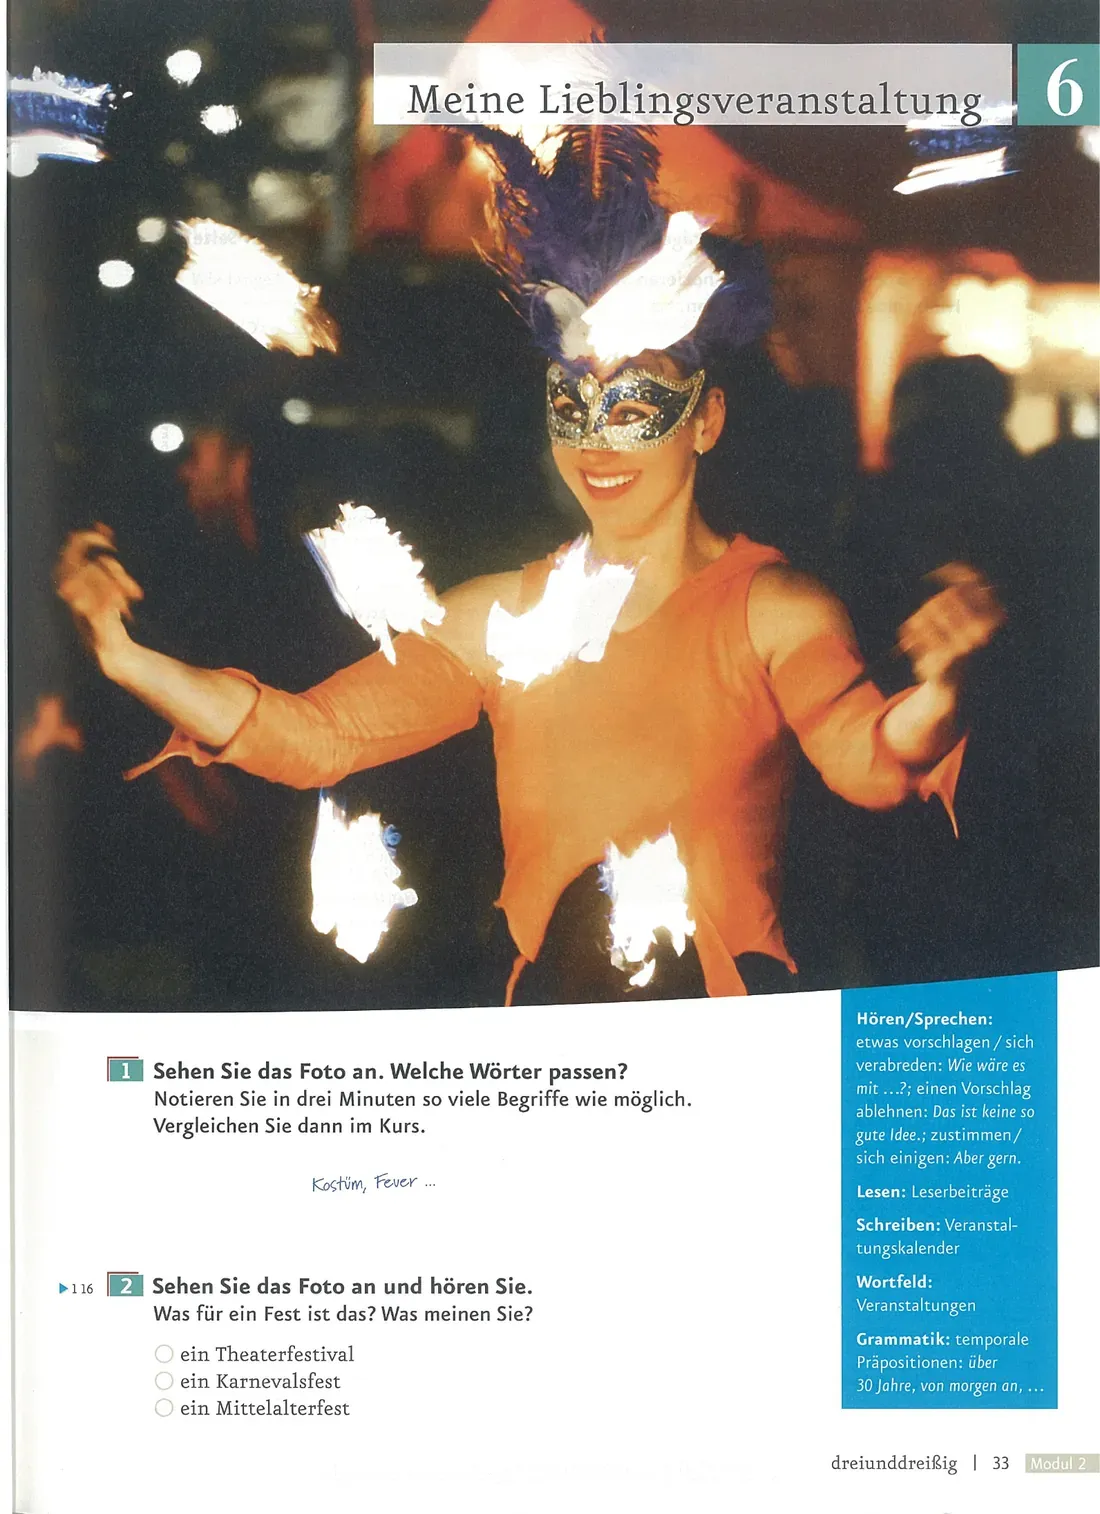 Meine Lieblingsveranstaltung
6
1 Sehen Sie das Foto an. Welche Wörter passen?
Notieren Sie in drei Minuten so viele Begriffe wie möglich.
Vergleichen Sie dann im Kurs.
Kostüm, Feuer ...
▶ 1 16 2 Sehen Sie das Foto an und hören Sie.
Was für ein Fest ist das? Was meinen Sie?
ein Theaterfestival
ein Karnevalsfest
ein Mittelalterfest
Hören/Sprechen:
etwas vorschlagen / sich
verabreden: Wie wäre es
mit ...?; einen Vorschlag
ablehnen: Das ist keine so
gute Idee.; zustimmen/
sich einigen: Aber gern.
Lesen: Leserbeiträge
Schreiben: Veranstal-
tungskalender
Wortfeld:
Veranstaltungen
Grammatik: temporale
Präpositionen: über
30 Jahre, von morgen an, ...
dreiunddreißig | 33 Modul 2